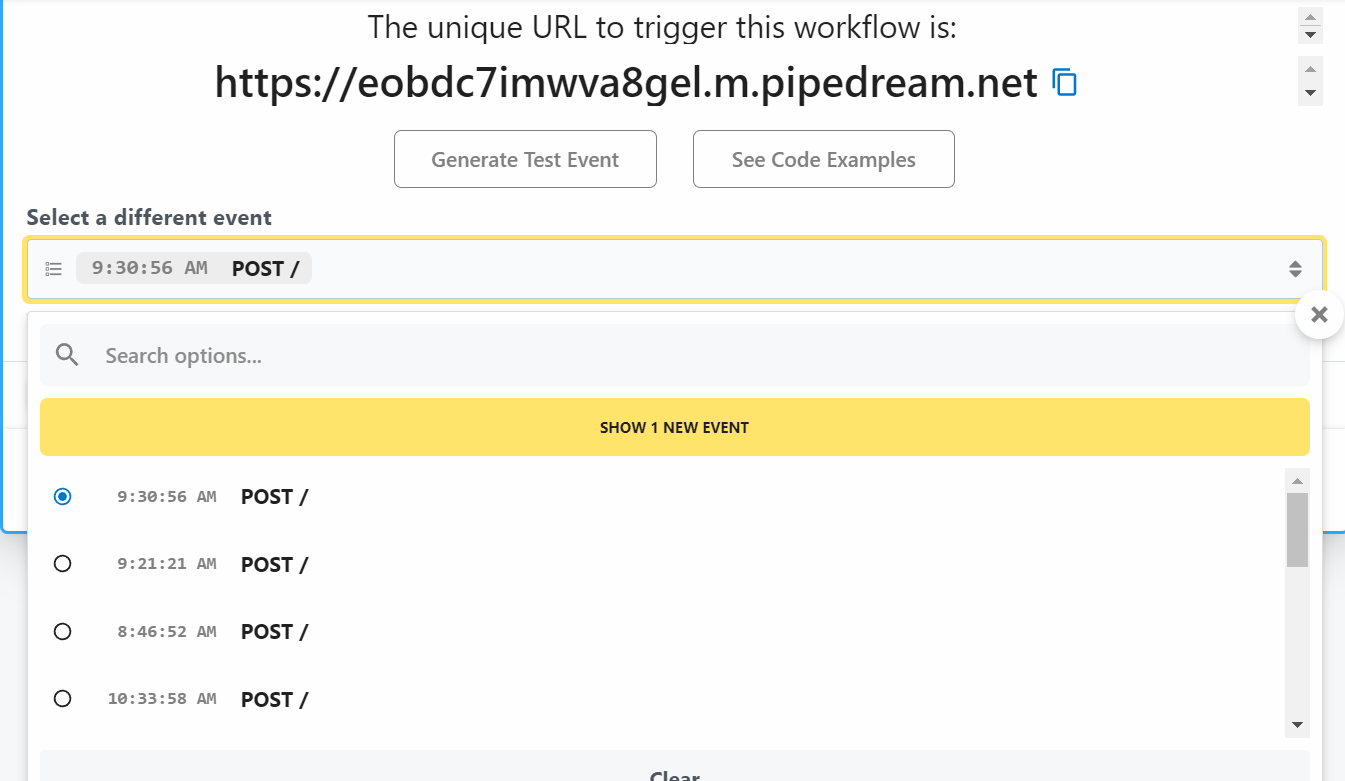 The unique URL to trigger this workflow is:
https://eobdc7imwva8gel.m.pipedream.net
Generate Test Event See Code Examples
Select a different event
9:30:56 AM POST /
Search options...
SHOW 1 NEW EVENT
9:30:56 AM POST /
9:21:21 AM POST /
8:46:52 AM POST /
10:33:58 AM POST /
Clear